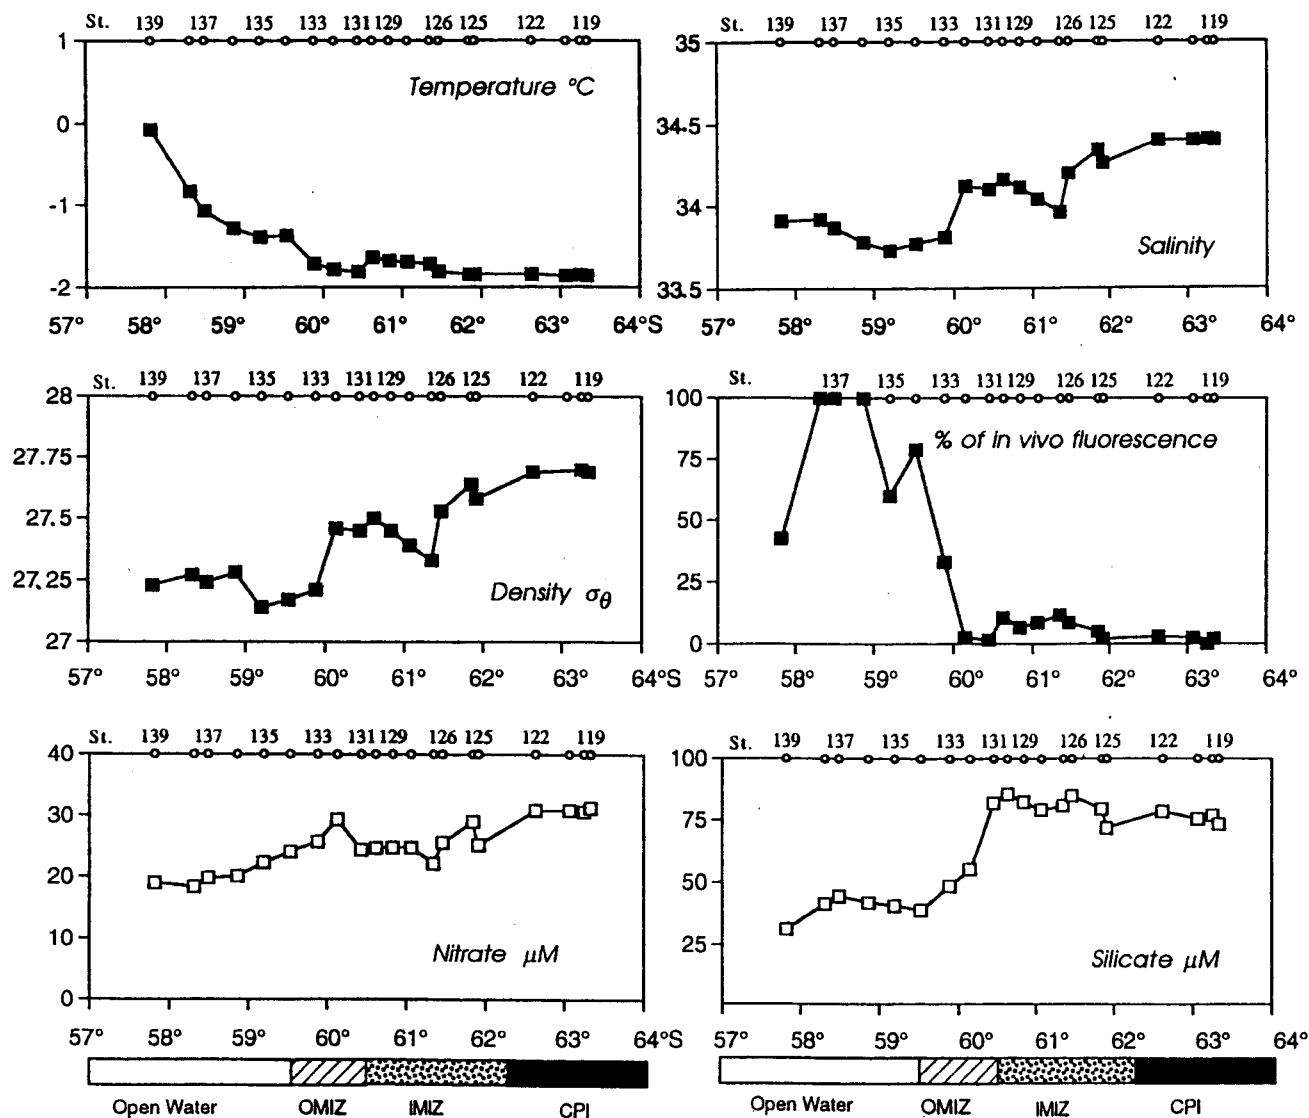 St. 139 137 135 133 131 129 126 125 122 119
1
0
-1
-2
Temperature °C
57° 58° 59° 60° 61° 62° 63° 64°S
St. 139 137 135 133 131 129 126 125 122 119
35
34.5
34
33.5
Salinity
57° 58° 59° 60° 61° 62° 63° 64°
St. 139 137 135 133 131 129 126 125 122 119
28
27.75
27.5
27.25
27
Density σθ
57° 58° 59° 60° 61° 62° 63° 64°S
St. 137 135 133 131 129 126 125 122 119
100
75
50
25
0
% of in vivo fluorescence
57° 58° 59° 60° 61° 62° 63° 64°
St. 139 137 135 133 131 129 126 125 122 119
40
30
20
10
0
Nitrate µM
57° 58° 59° 60° 61° 62° 63° 64°S
Open Water OMIZ IMIZ CPI
St. 139 137 135 133 131 129 126 125 122 119
100
75
50
25
Silicate µM
57° 58° 59° 60° 61° 62° 63° 64°
Open Water OMIZ IMIZ CPI